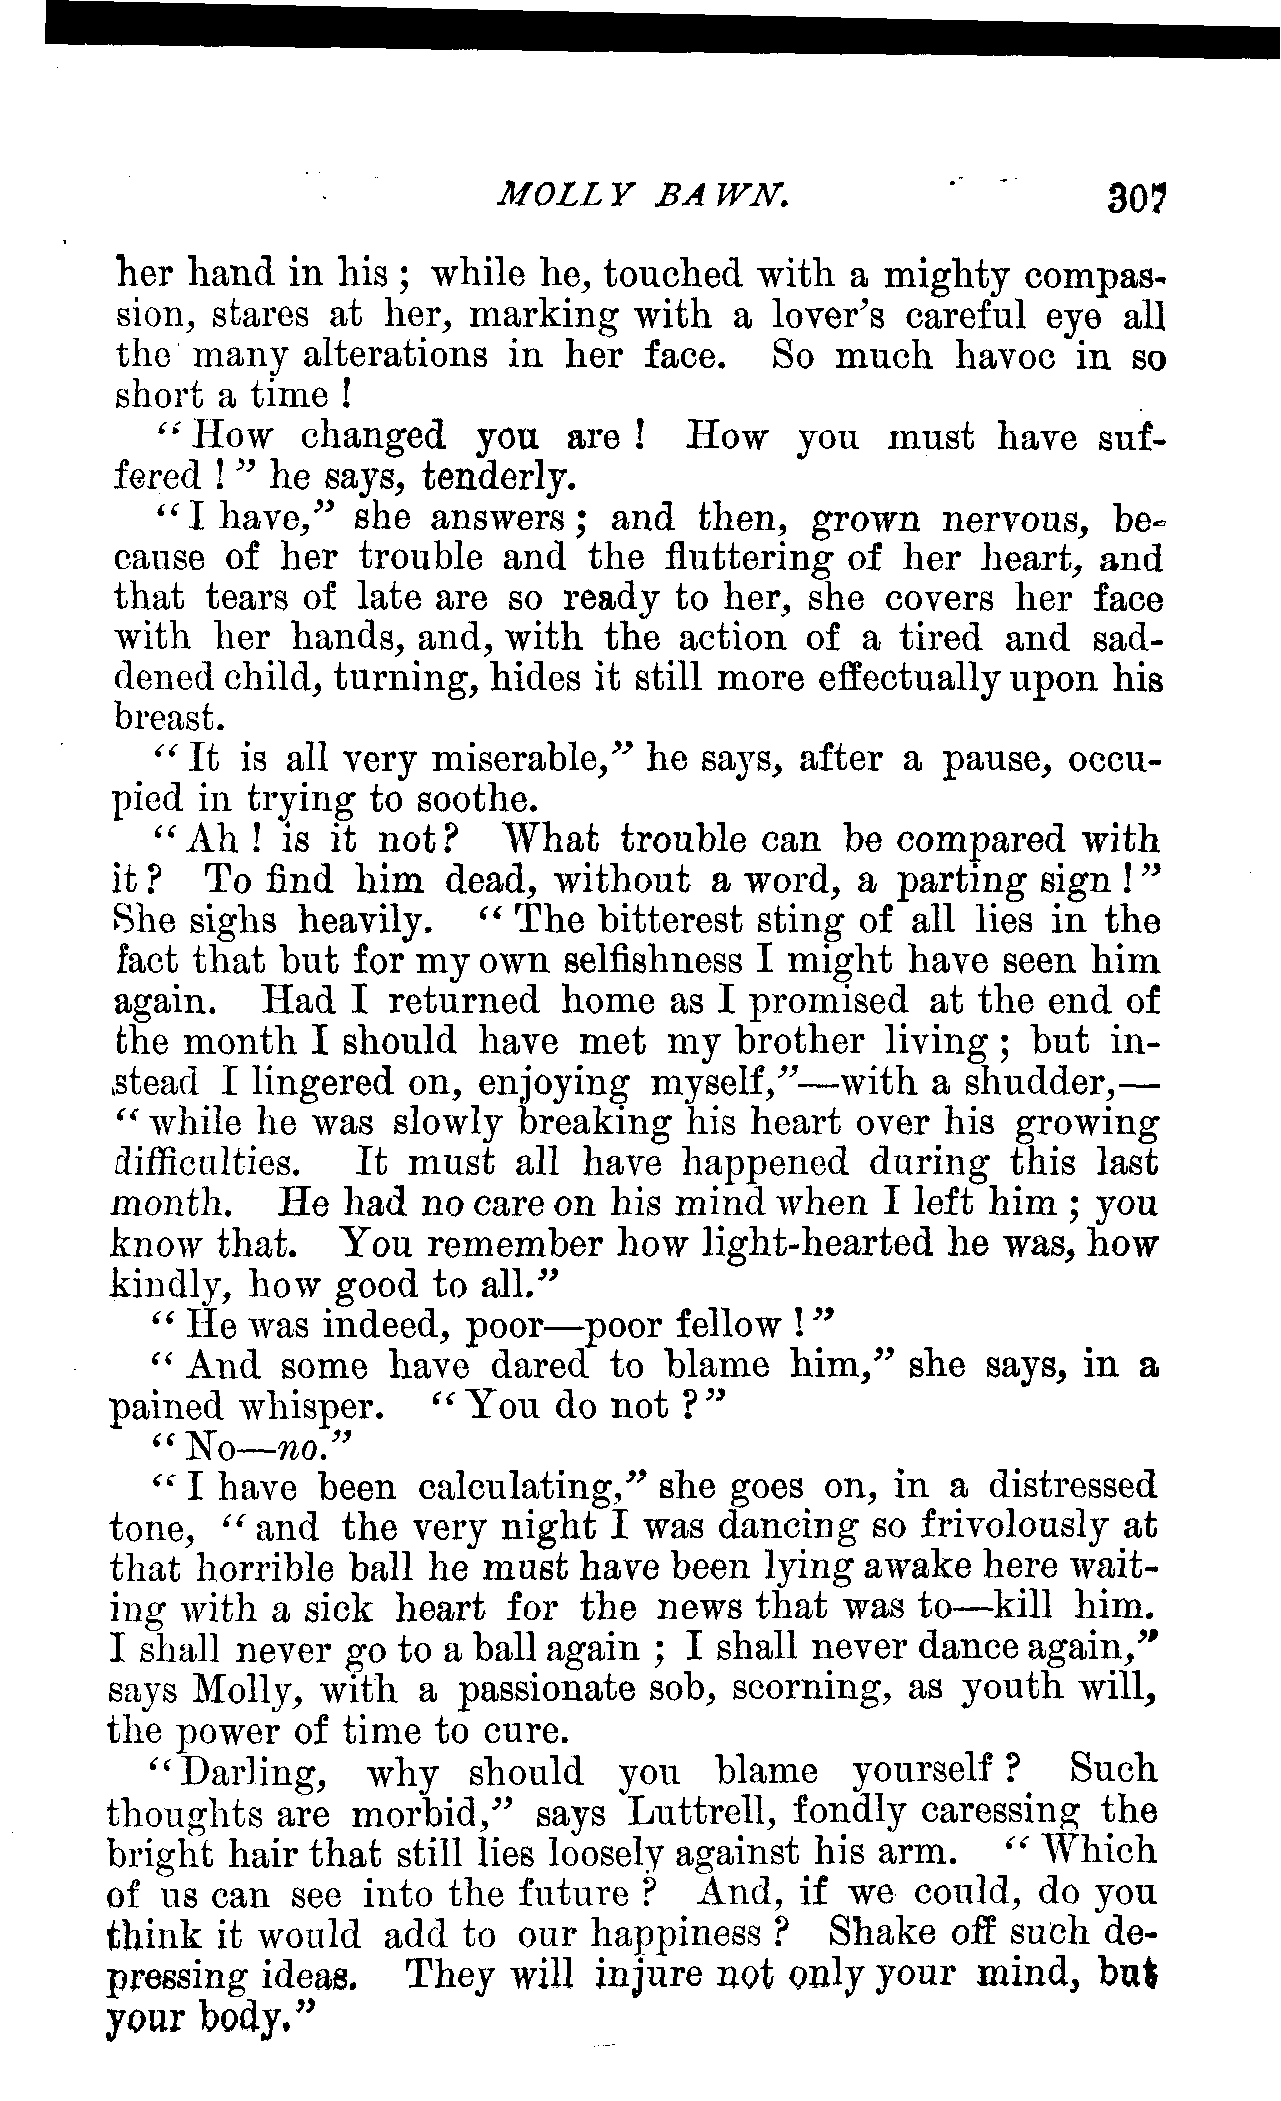 MOLLY BAWN. 307
her hand in his; while he, touched with a mighty compas-
sion, stares at her, marking with a lover's careful eye all
the many alterations in her face. So much havoc in so
short a time!
"How changed you are! How you must have suf-
fered!" he says, tenderly.
"I have," she answers; and then, grown nervous, be-
cause of her trouble and the fluttering of her heart, and
that tears of late are so ready to her, she covers her face
with her hands, and, with the action of a tired and sad-
dened child, turning, hides it still more effectually upon his
breast.
"It is all very miserable," he says, after a pause, occu-
pied in trying to soothe.
"Ah! is it not? What trouble can be compared with
it? To find him dead, without a word, a parting sign!"
She sighs heavily. "The bitterest sting of all lies in the
fact that but for my own selfishness I might have seen him
again. Had I returned home as I promised at the end of
the month I should have met my brother living; but in-
stead I lingered on, enjoying myself,"—with a shudder,—
"while he was slowly breaking his heart over his growing
difficulties. It must all have happened during this last
month. He had no care on his mind when I left him; you
know that. You remember how light-hearted he was, how
kindly, how good to all."
"He was indeed, poor—poor fellow!"
"And some have dared to blame him," she says, in a
pained whisper. "You do not?"
"No—no."
"I have been calculating," she goes on, in a distressed
tone, "and the very night I was dancing so frivolously at
that horrible ball he must have been lying awake here wait-
ing with a sick heart for the news that was to—kill him.
I shall never go to a ball again; I shall never dance again,"
says Molly, with a passionate sob, scorning, as youth will,
the power of time to cure.
"Darling, why should you blame yourself? Such
thoughts are morbid," says Luttrell, fondly caressing the
bright hair that still lies loosely against his arm. "Which
of us can see into the future? And, if we could, do you
think it would add to our happiness? Shake off such de-
pressing ideas. They will injure not only your mind, but
your body."